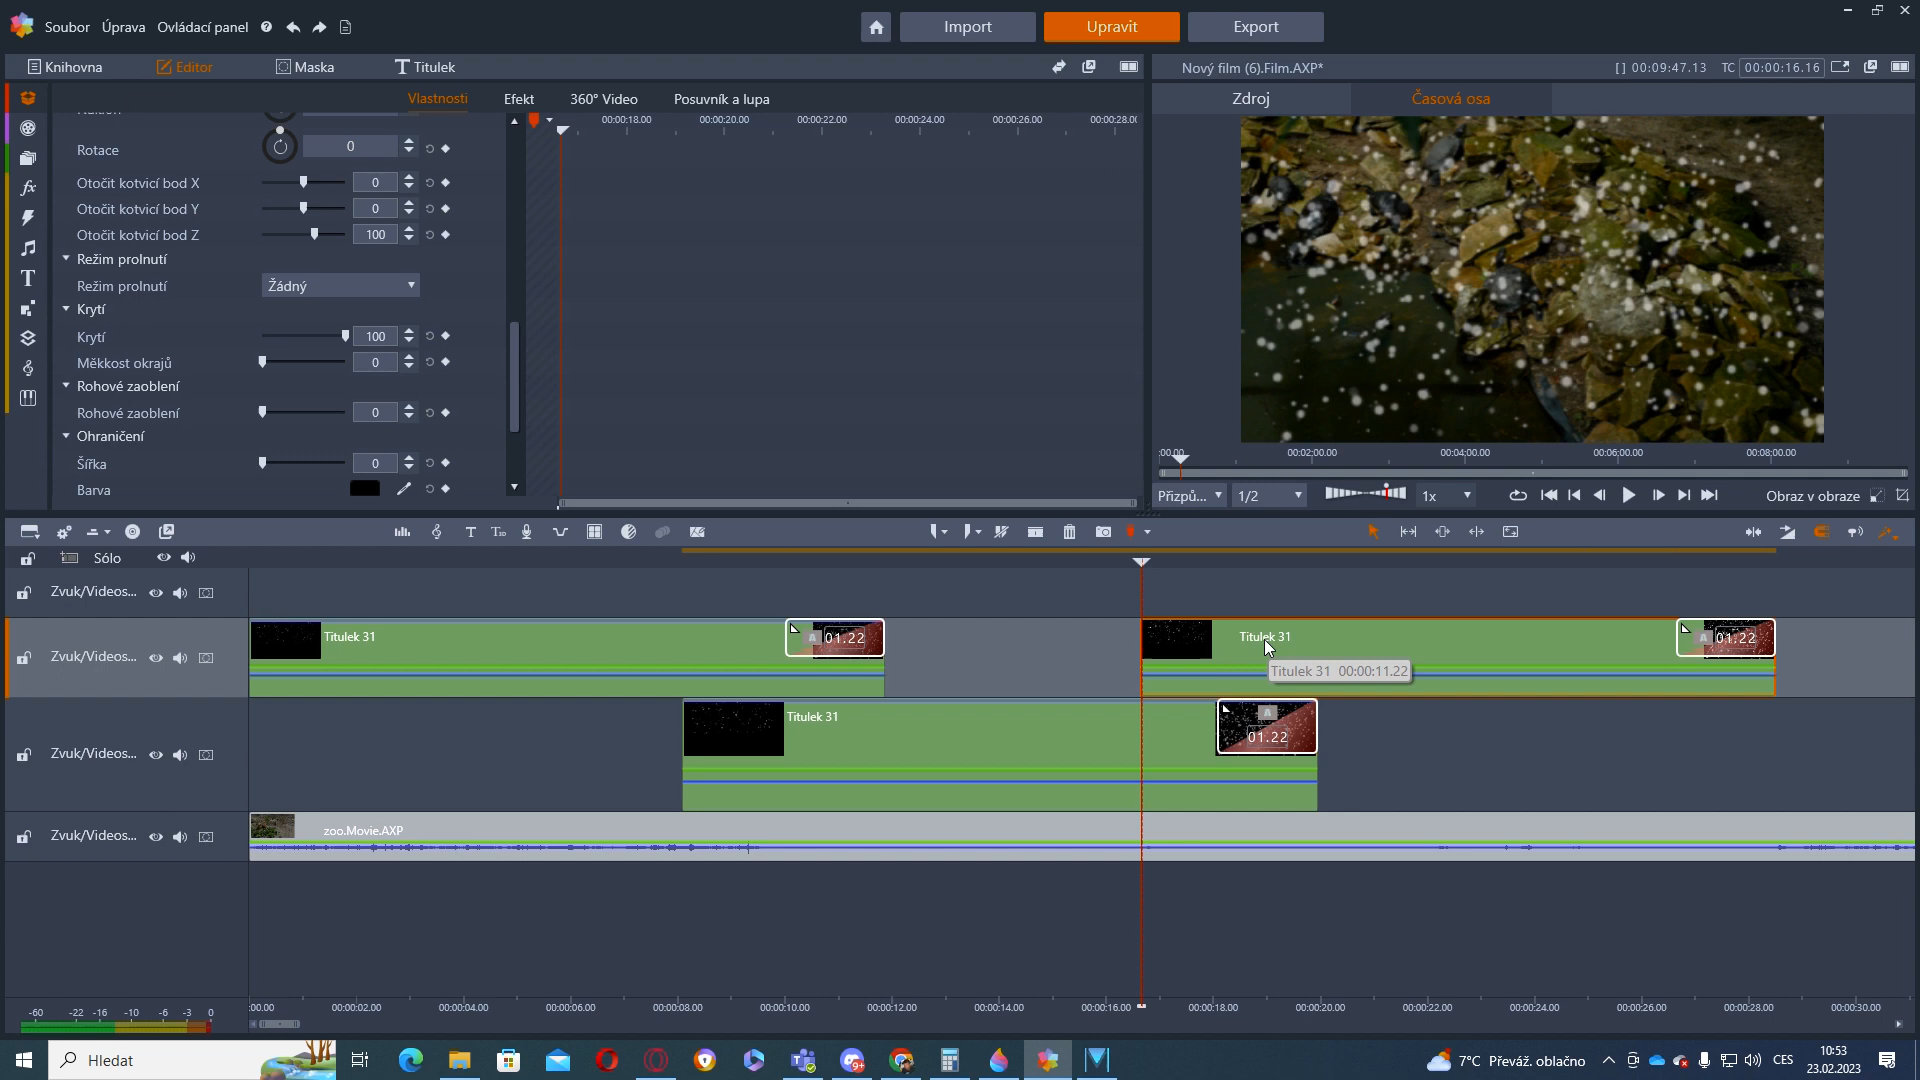 Soubor Úprava Ovládací panel
Import Upravit Export
Knihovna Editor Maska Titulek
Nový film (6).Film.AXP* [] 00:09:47.13 TC 00:00:16.16
Vlastnosti Efekt 360° Video Posuvník a lupa
Zdroj Časová osa
00:00:18.00 00:00:20.00 00:00:22.00 00:00:24.00 00:00:26.00 00:00:28.00
Rotace 0
Otočit kotvicí bod X 0
Otočit kotvicí bod Y 0
Otočit kotvicí bod Z 100
Režim prolnutí
Režim prolnutí Žádný
Krytí
Krytí 100
Měkkost okrajů 0
Rohové zaoblení
Rohové zaoblení 0
Ohraničení
Šířka 0
Barva
:00.00 00:02:00.00 00:04:00.00 00:06:00.00 00:08:00.00
Přizpů... 1/2 1x Obraz v obraze
Sólo
Zvuk/Videos...
Zvuk/Videos... Titulek 31 A 01.22 Titulek 31 A 01.22
Titulek 31 00:00:11.22
Zvuk/Videos... Titulek 31 A 01.22
Zvuk/Videos... zoo.Movie.AXP
:00.00 00:00:02.00 00:00:04.00 00:00:06.00 00:00:08.00 00:00:10.00 00:00:12.00 00:00:14.00 00:00:16.00 00:00:18.00 00:00:20.00 00:00:22.00 00:00:24.00 00:00:26.00 00:00:28.00 00:00:30.00
-60 -22 -16 -10 -6 -3 0
Hledat 9+ 7°C Převáž. oblačno CES 10:53
23.02.2023